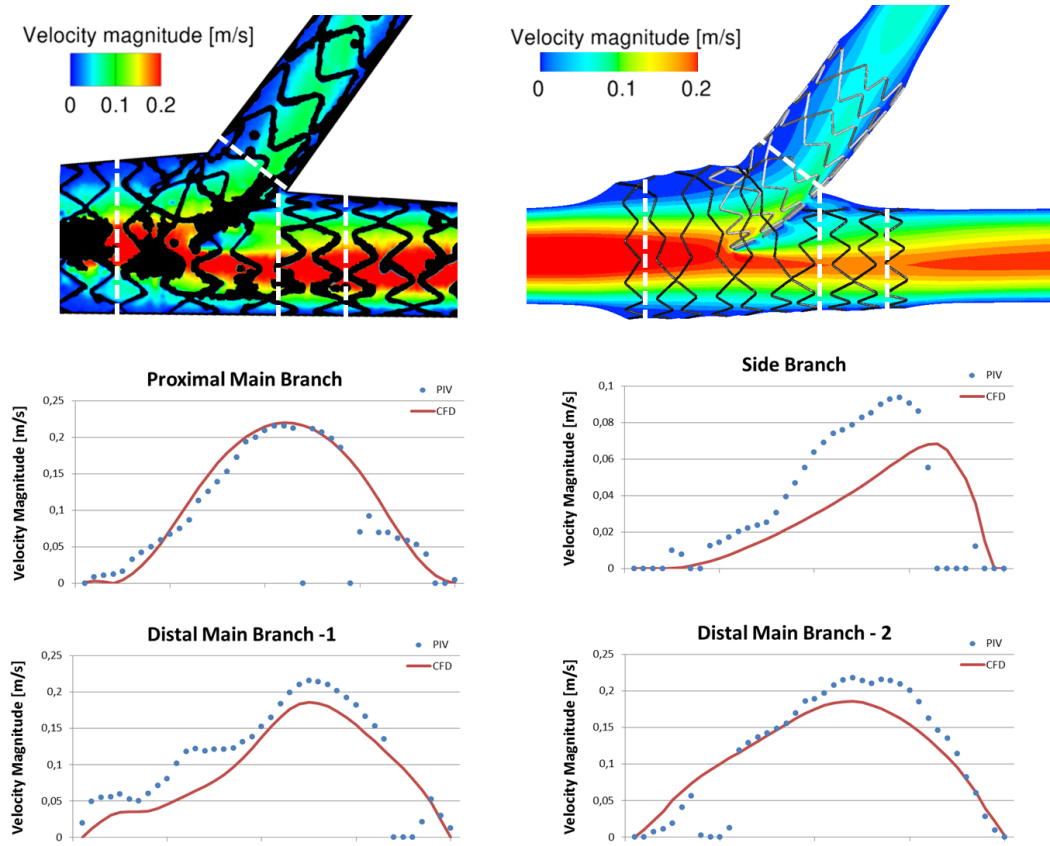 Velocity magnitude [m/s]
0 0.1 0.2
Velocity magnitude [m/s]
0 0.1 0.2
Proximal Main Branch
PIV
CFD
Velocity Magnitude [m/s]
0,25
0,2
0,15
0,1
0,05
0
Side Branch
PIV
CFD
Velocity Magnitude [m/s]
0,1
0,08
0,06
0,04
0,02
0
Distal Main Branch -1
PIV
CFD
Velocity Magnitude [m/s]
0,25
0,2
0,15
0,1
0,05
0
Distal Main Branch - 2
PIV
CFD
Velocity Magnitude [m/s]
0,25
0,2
0,15
0,1
0,05
0